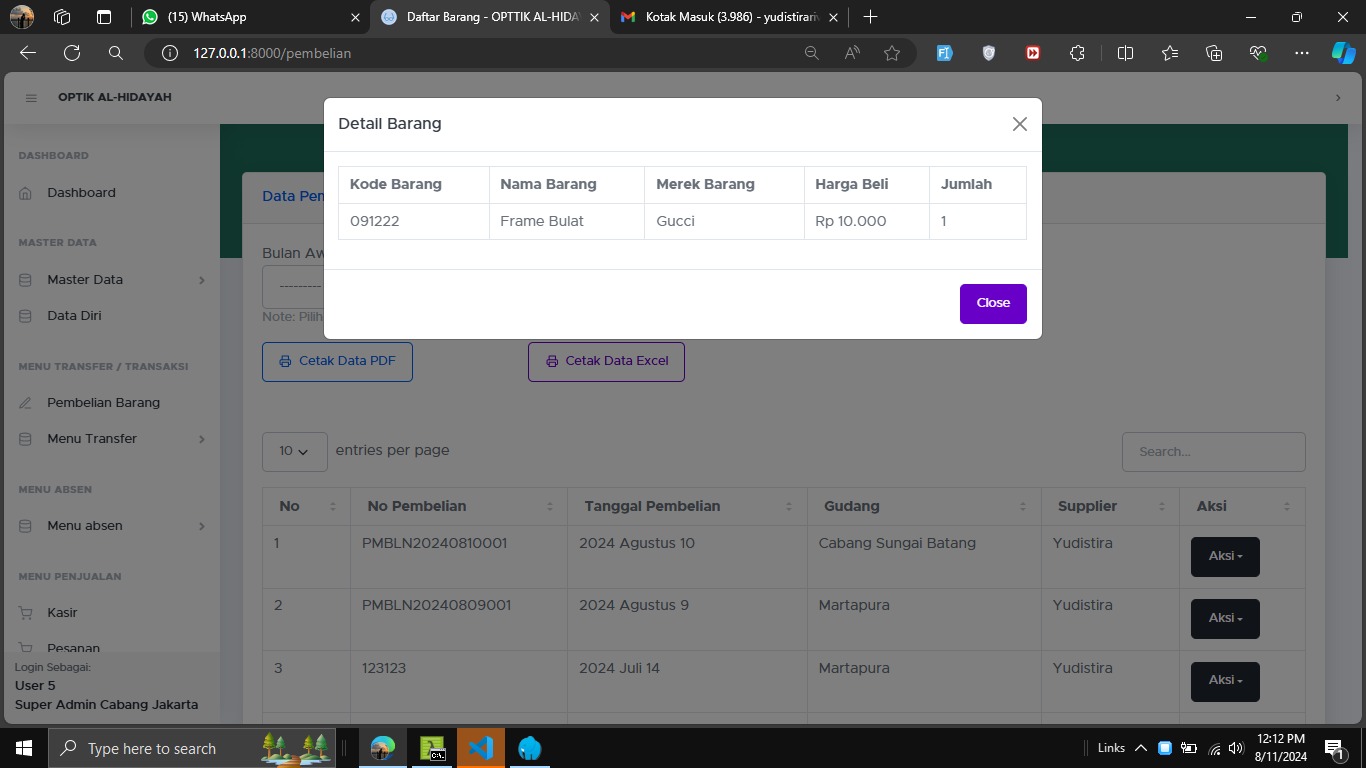 (15) WhatsApp
Daftar Barang - OPTTIK AL-HIDA
Kotak Masuk (3.986) - yudistirariv
127.0.0.1:8000/pembelian
OPTIK AL-HIDAYAH
DASHBOARD
Dashboard
MASTER DATA
Master Data
Data Diri
MENU TRANSFER / TRANSAKSI
Pembelian Barang
Menu Transfer
MENU ABSEN
Menu absen
MENU PENJUALAN
Kasir
Pesanan
Login Sebagai:
User 5
Super Admin Cabang Jakarta
Detail Barang
Kode Barang Nama Barang Merek Barang Harga Beli Jumlah
091222 Frame Bulat Gucci Rp 10.000 1
Close
Data Pen
Bulan Aw
---------
Note: Pilih
Cetak Data PDF Cetak Data Excel
10 entries per page Search...
No No Pembelian Tanggal Pembelian Gudang Supplier Aksi
1 PMBLN20240810001 2024 Agustus 10 Cabang Sungai Batang Yudistira Aksi
2 PMBLN20240809001 2024 Agustus 9 Martapura Yudistira Aksi
3 123123 2024 Juli 14 Martapura Yudistira Aksi
Type here to search
C:\.
Links
12:12 PM
8/11/2024
1